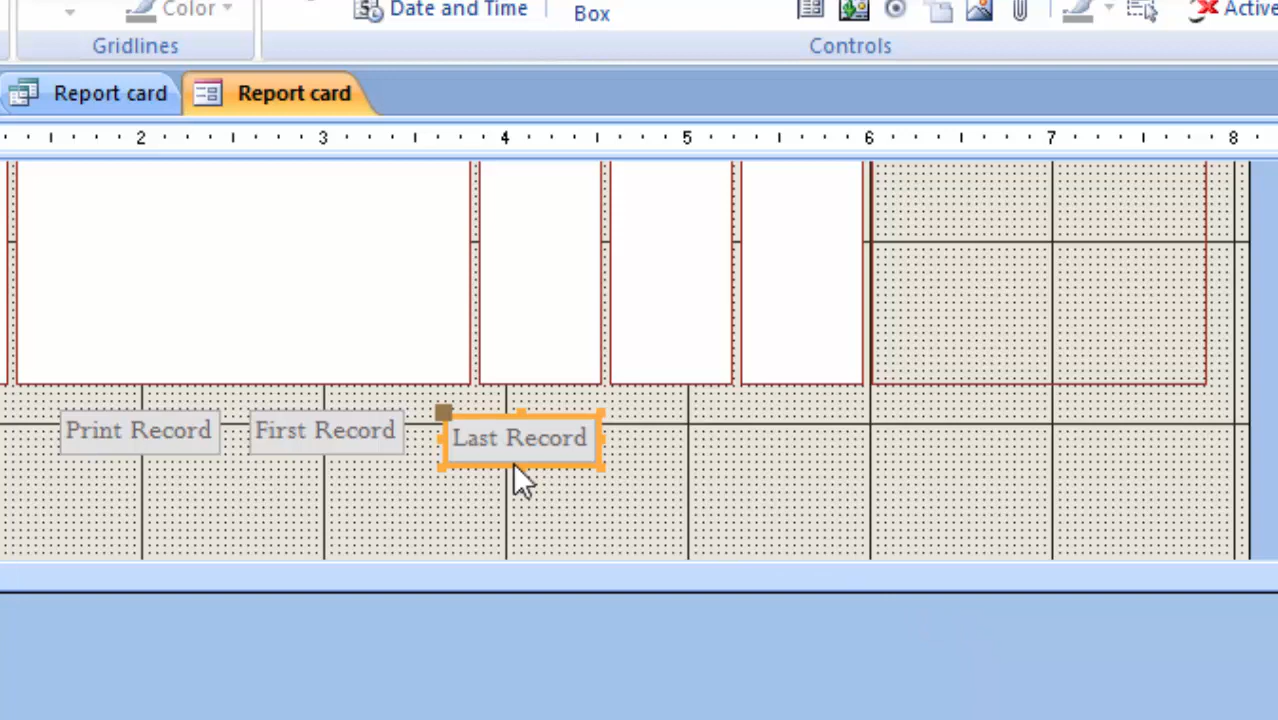 Color
Date and Time
Box
Active
Gridlines
Controls
Report card
Report card
2 3 4 5 6 7 8
Print Record
First Record
Last Record